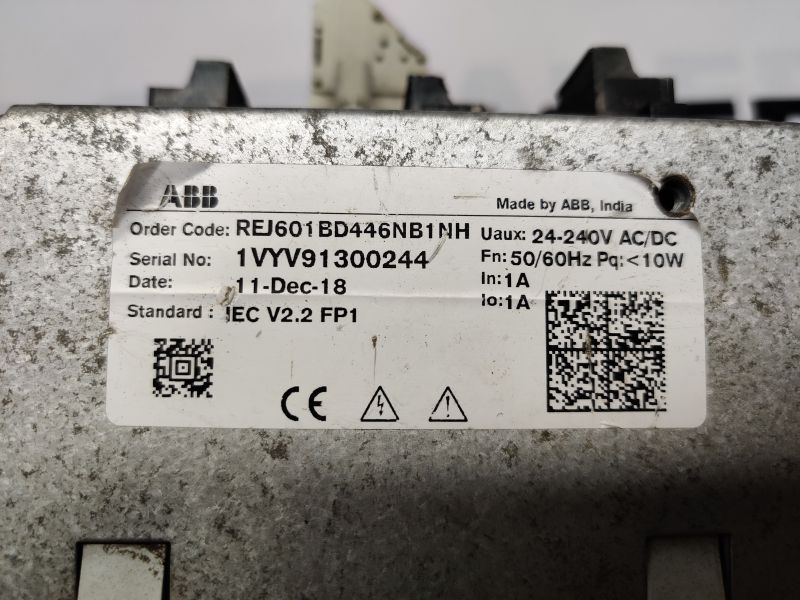 ABB
Made by ABB, India
Order Code: REJ601BD446NB1NH
Serial No: 1VYV91300244
Date: 11-Dec-18
Standard : IEC V2.2 FP1
Uaux: 24-240V AC/DC
Fn: 50/60Hz Pq: <10W
In: 1A
Io: 1A
CE